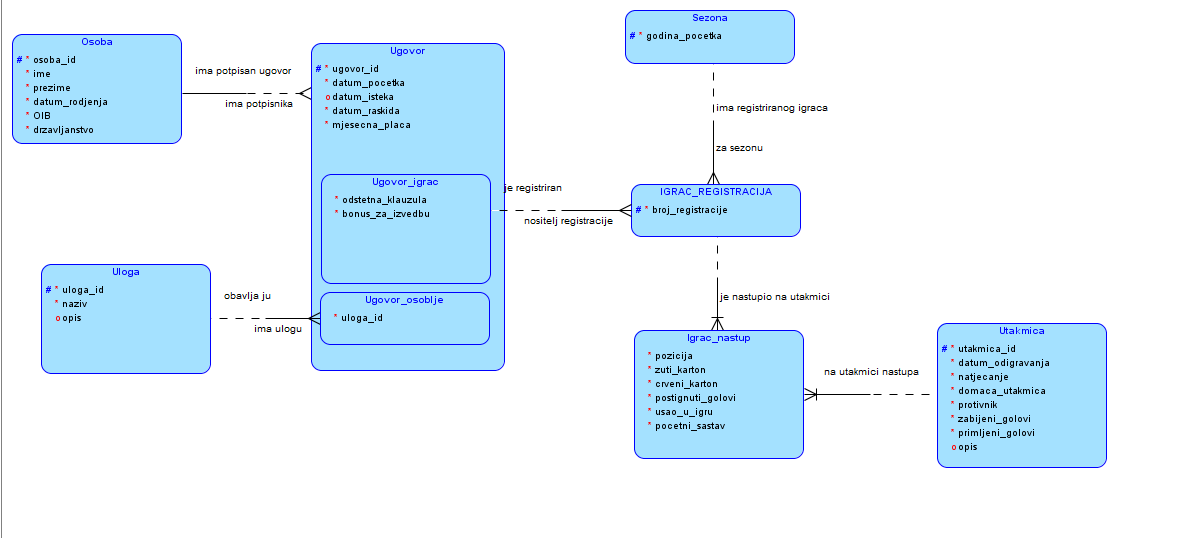 Osoba
# * osoba_id
* ime
* prezime
* datum_rodjenja
* OIB
* drzavljanstvo
ima potpisan ugovor
ima potpisnika
Ugovor
# * ugovor_id
* datum_pocetka
o datum_isteka
* datum_raskida
* mjesecna_placa
Ugovor_igrac
* odstetna_klauzula
* bonus_za_izvedbu
Ugovor_osoblje
* uloga_id
Uloga
# * uloga_id
* naziv
o opis
obavlja ju
ima ulogu
Sezona
# * godina_pocetka
ima registriranog igraca
za sezonu
je registriran
nositelj registracije
IGRAC_REGISTRACIJA
# * broj_registracije
je nastupio na utakmici
Igrac_nastup
* pozicija
* zuti_karton
* crveni_karton
* postignuti_golovi
* usao_u_igru
* pocetni_sastav
na utakmici nastupa
Utakmica
# * utakmica_id
* datum_odigravanja
* natjecanje
* domaca_utakmica
* protivnik
* zabijeni_golovi
* primljeni_golovi
o opis